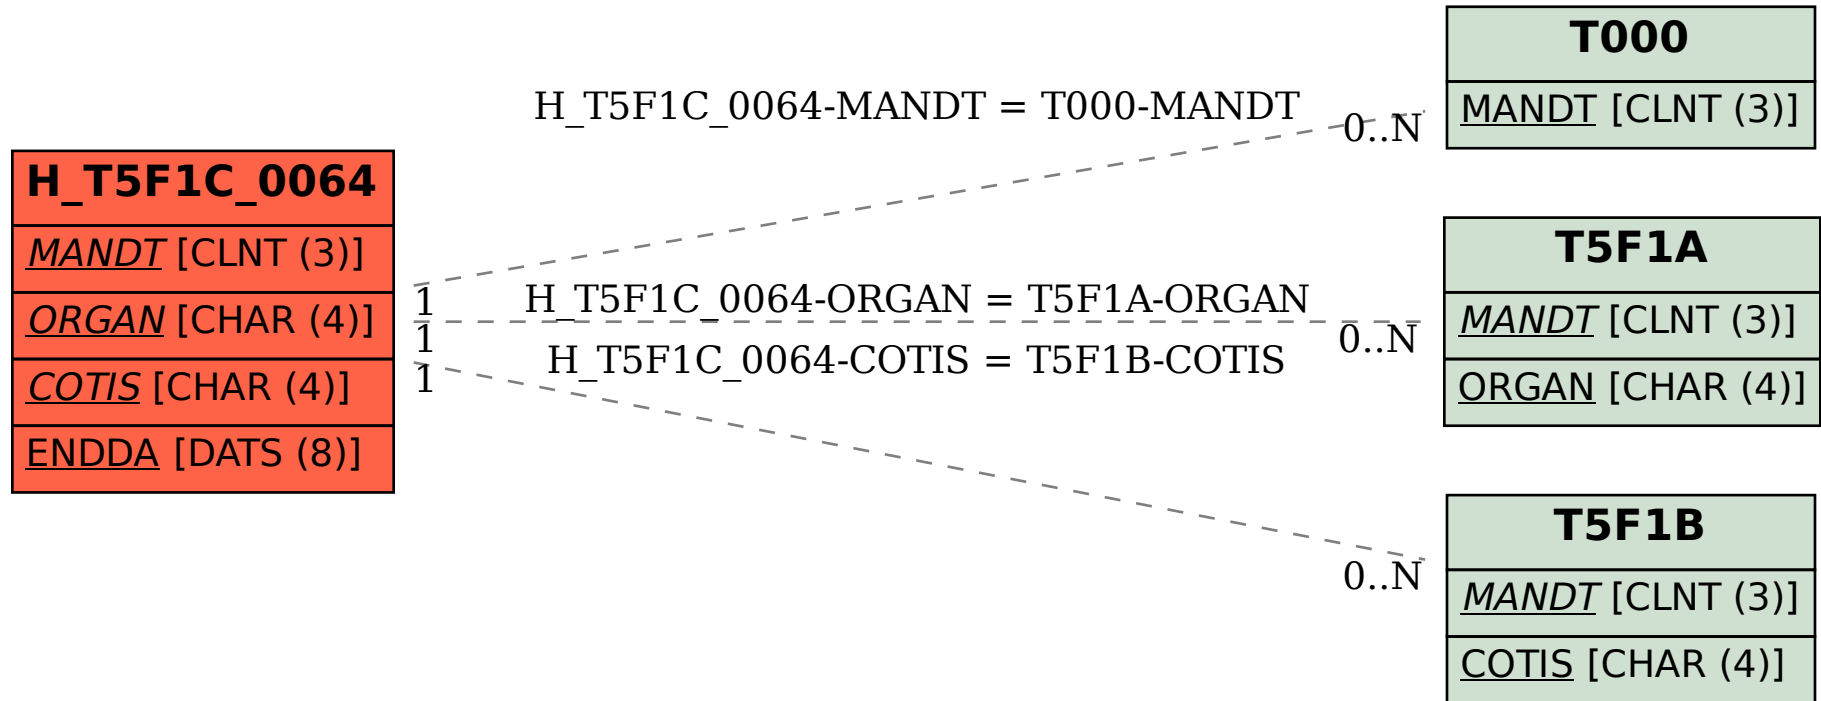 H_T5F1C_0064
MANDT [CLNT (3)]
ORGAN [CHAR (4)]
COTIS [CHAR (4)]
ENDDA [DATS (8)]
H_T5F1C_0064-MANDT = T000-MANDT
0..N
1
H_T5F1C_0064-ORGAN = T5F1A-ORGAN
0..N
1
H_T5F1C_0064-COTIS = T5F1B-COTIS
0..N
1
T000
MANDT [CLNT (3)]
T5F1A
MANDT [CLNT (3)]
ORGAN [CHAR (4)]
T5F1B
MANDT [CLNT (3)]
COTIS [CHAR (4)]